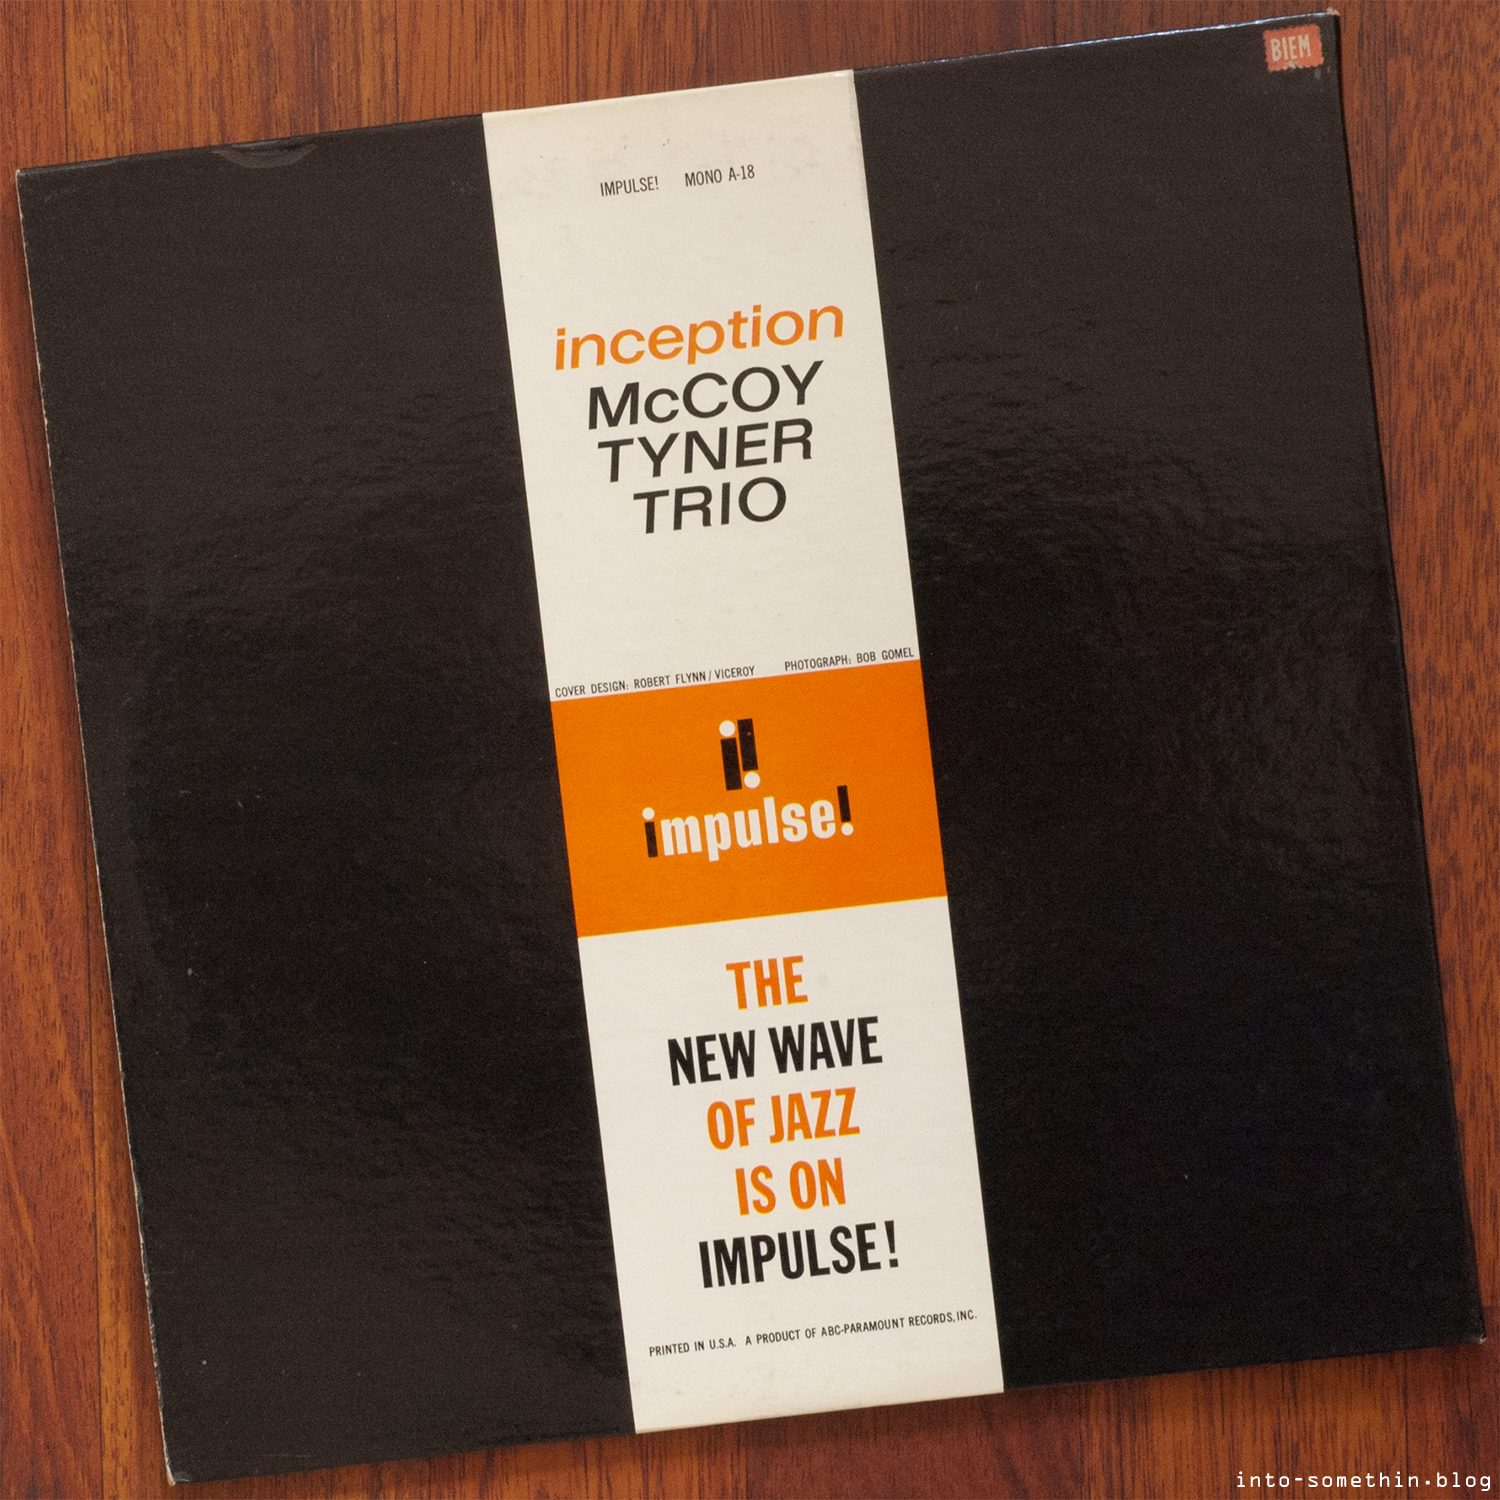 BIEM
IMPULSE! MONO A-18
inception
McCOY
TYNER
TRIO
COVER DESIGN: ROBERT FLYNN / VICEROY PHOTOGRAPH: BOB GOMEL
i!
impulse!
THE
NEW WAVE
OF JAZZ
IS ON
IMPULSE!
PRINTED IN U.S.A. A PRODUCT OF ABC-PARAMOUNT RECORDS, INC.
into-somethin.blog